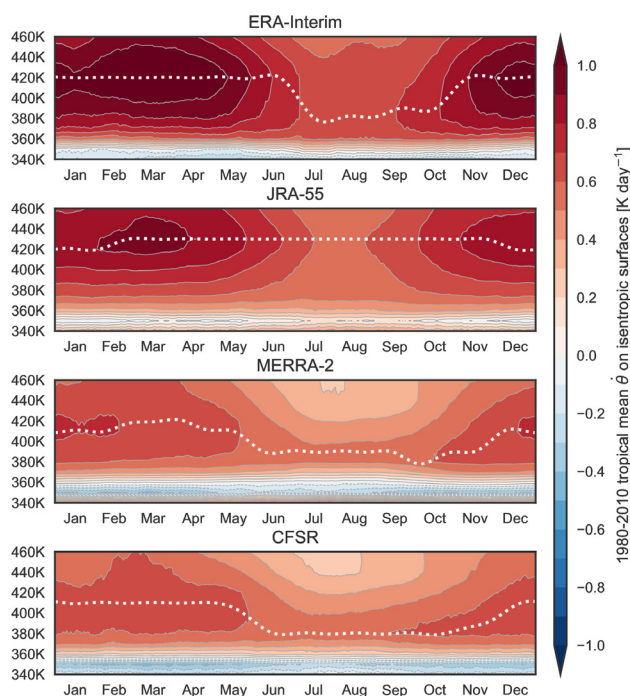 ERA-Interim
460K
440K
420K
400K
380K
360K
340K
Jan Feb Mar Apr May Jun Jul Aug Sep Oct Nov Dec
JRA-55
460K
440K
420K
400K
380K
360K
340K
Jan Feb Mar Apr May Jun Jul Aug Sep Oct Nov Dec
MERRA-2
460K
440K
420K
400K
380K
360K
340K
Jan Feb Mar Apr May Jun Jul Aug Sep Oct Nov Dec
CFSR
460K
440K
420K
400K
380K
360K
340K
Jan Feb Mar Apr May Jun Jul Aug Sep Oct Nov Dec
1.0
0.8
0.6
0.4
0.2
0.0
−0.2
−0.4
−0.6
−0.8
−1.0
1980-2010 tropical mean θ̇ on isentropic surfaces [K day⁻¹]